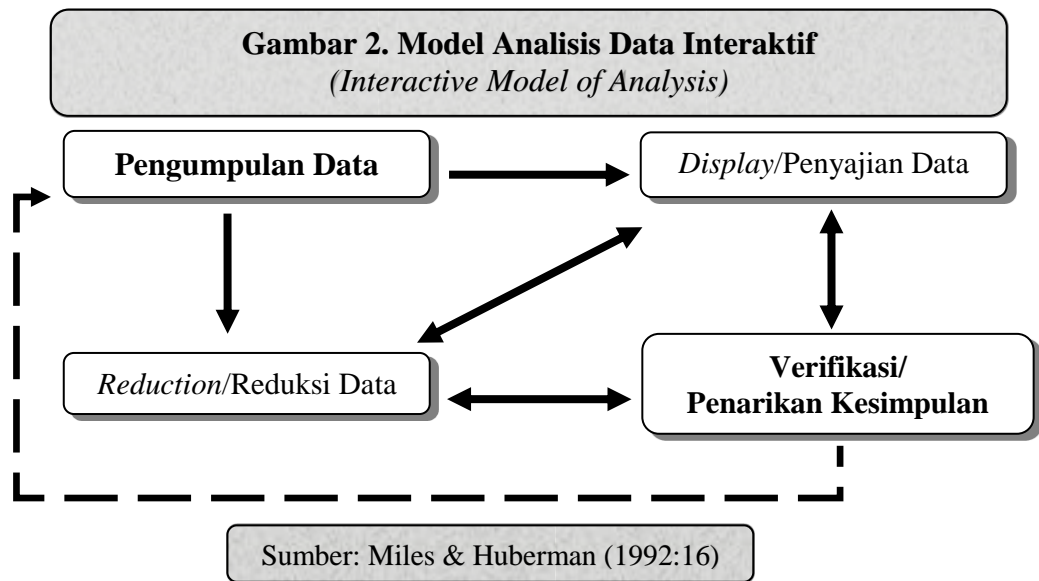 Gambar 2. Model Analisis Data Interaktif
(Interactive Model of Analysis)
Pengumpulan Data
Display/Penyajian Data
Reduction/Reduksi Data
Verifikasi/
Penarikan Kesimpulan
Sumber: Miles & Huberman (1992:16)